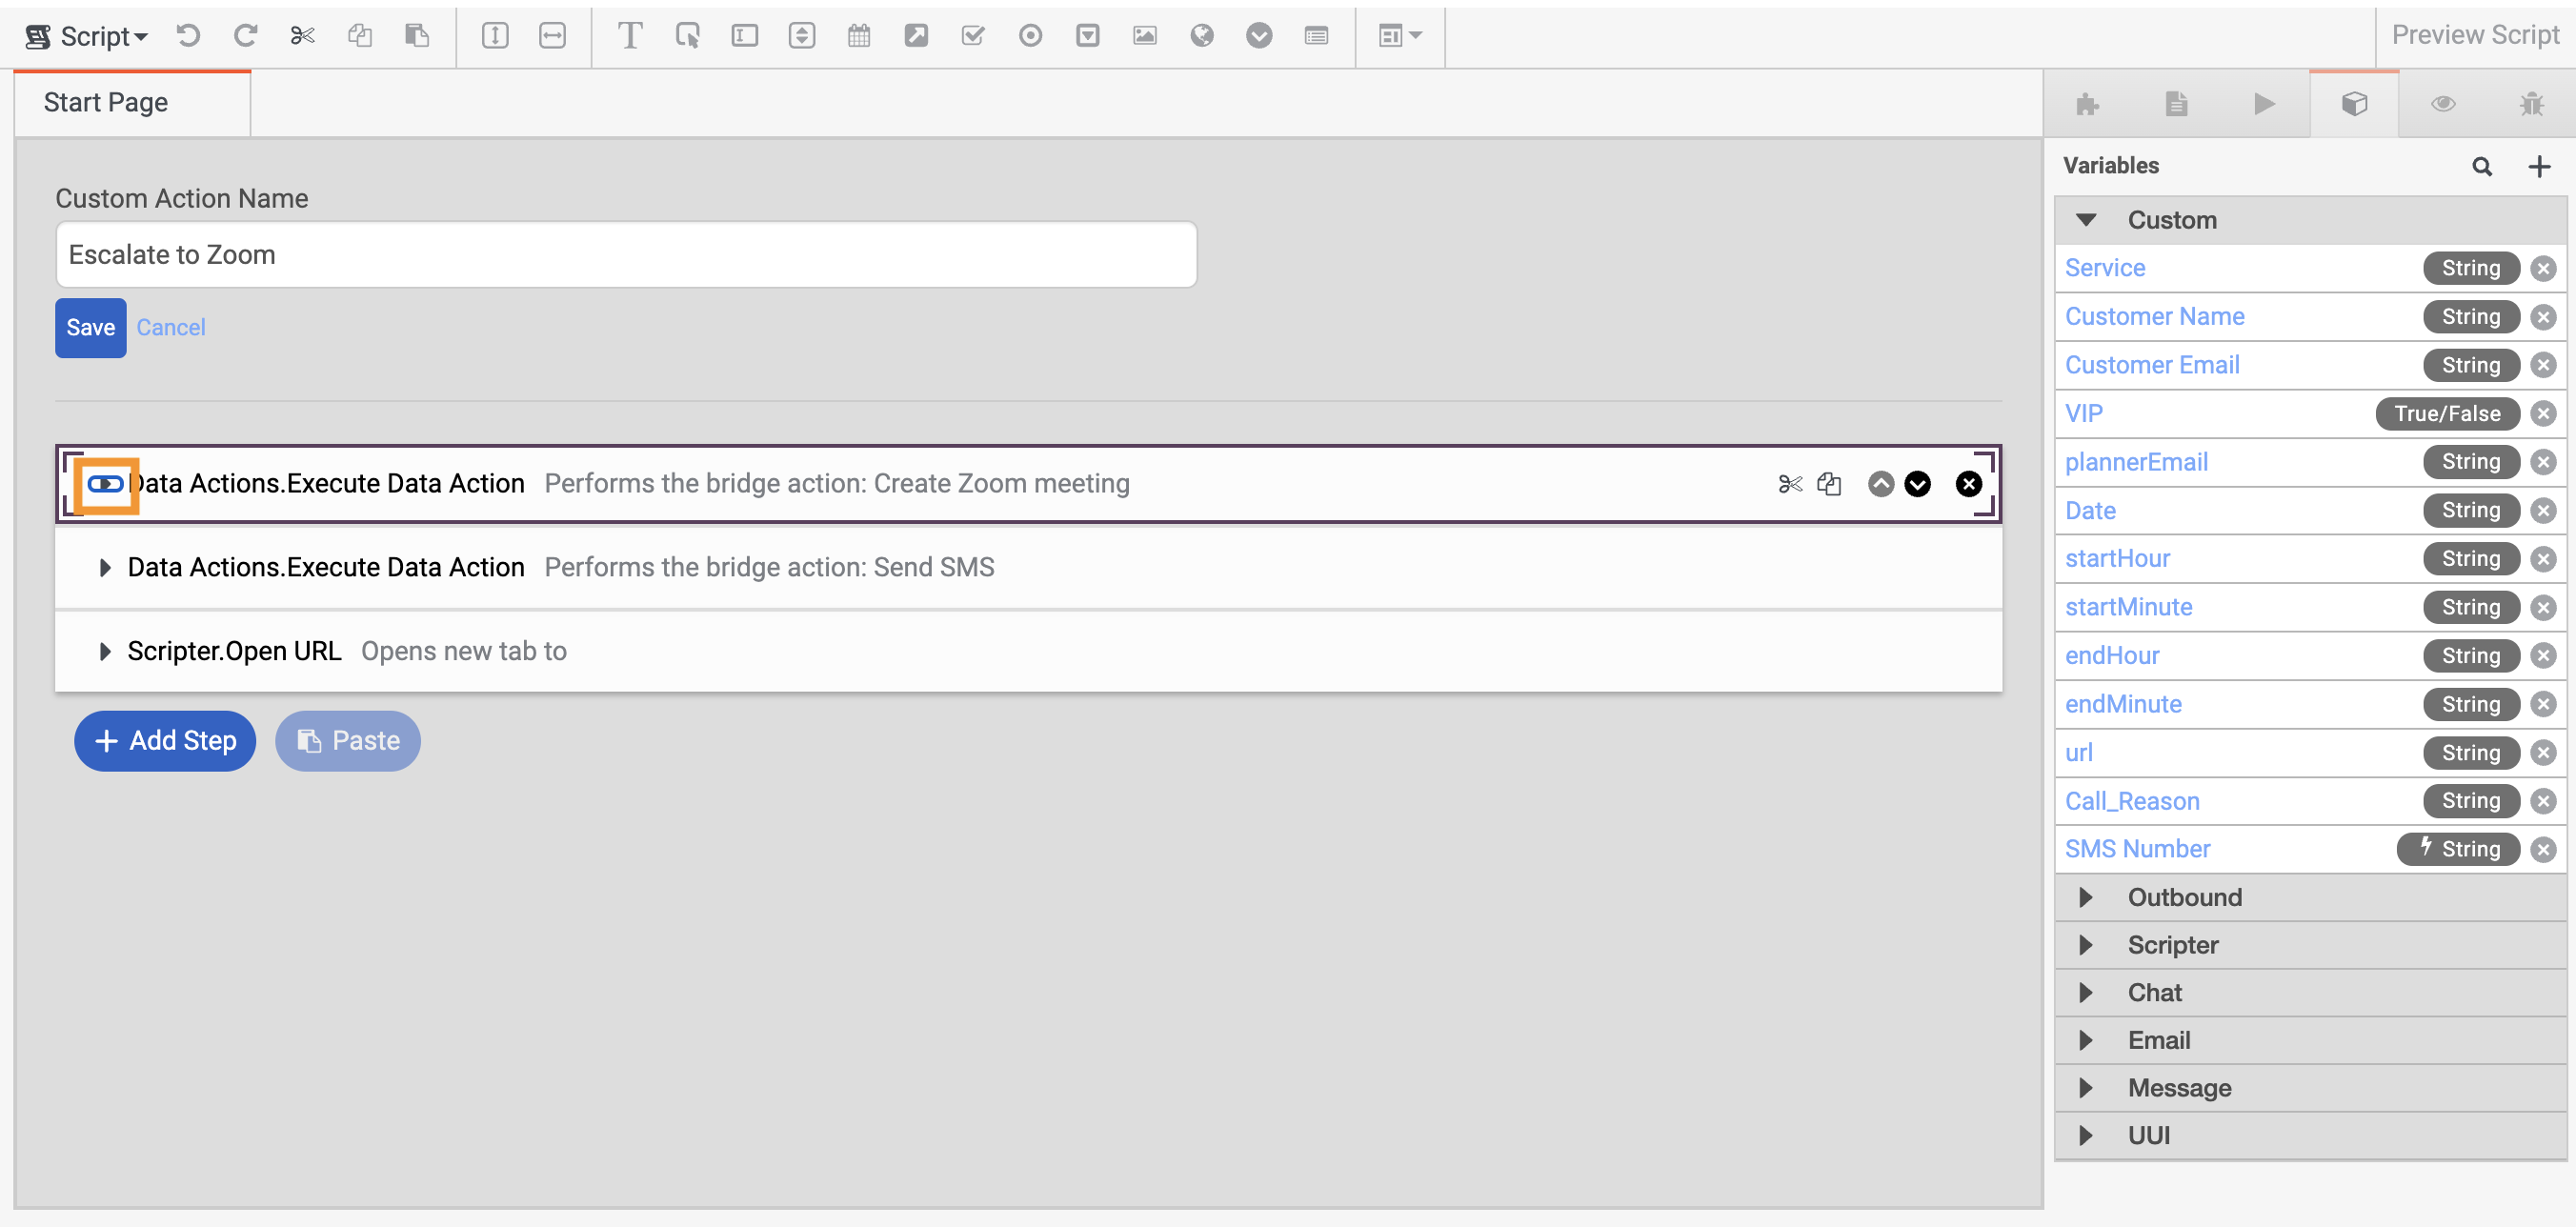 Script
Preview Script
Start Page
Custom Action Name
Escalate to Zoom
Save Cancel
Data Actions.Execute Data Action Performs the bridge action: Create Zoom meeting
Data Actions.Execute Data Action Performs the bridge action: Send SMS
Scripter.Open URL Opens new tab to
Add Step Paste
Variables
Custom
Service String
Customer Name String
Customer Email String
VIP True/False
plannerEmail String
Date String
startHour String
startMinute String
endHour String
endMinute String
url String
Call_Reason String
SMS Number String
Outbound
Scripter
Chat
Email
Message
UUI